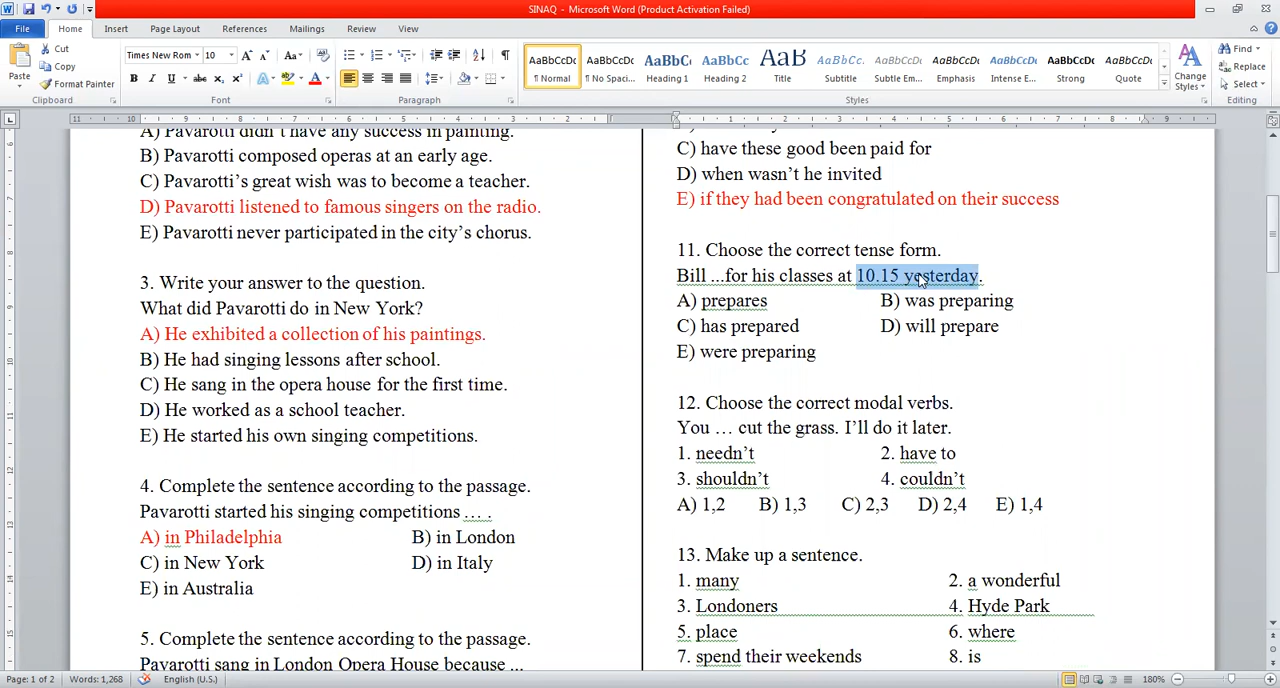 SINAQ - Microsoft Word (Product Activation Failed)
File Home Insert Page Layout References Mailings Review View
Paste Cut Copy Format Painter
Clipboard
Times New Rom 10
Font
Paragraph
AaBbCcDc AaBbCcDc AaBbC AaBbCc AaB AaBbCc. AaBbCcDc AaBbCcDc AaBbCcDc AaBbCcDc AaBbCcDc
¶ Normal ¶ No Spaci... Heading 1 Heading 2 Title Subtitle Subtle Em... Emphasis Intense E... Strong Quote
Styles
Change Styles
Find Replace Select
Editing
A) Pavarotti didn't have any success in painting.
B) Pavarotti composed operas at an early age.
C) Pavarotti's great wish was to become a teacher.
D) Pavarotti listened to famous singers on the radio.
E) Pavarotti never participated in the city's chorus.
3. Write your answer to the question.
What did Pavarotti do in New York?
A) He exhibited a collection of his paintings.
B) He had singing lessons after school.
C) He sang in the opera house for the first time.
D) He worked as a school teacher.
E) He started his own singing competitions.
4. Complete the sentence according to the passage.
Pavarotti started his singing competitions … .
A) in Philadelphia B) in London
C) in New York D) in Italy
E) in Australia
5. Complete the sentence according to the passage.
Pavarotti sang in London Opera House because ...
C) have these good been paid for
D) when wasn't he invited
E) if they had been congratulated on their success
11. Choose the correct tense form.
Bill ...for his classes at 10.15 yesterday.
A) prepares B) was preparing
C) has prepared D) will prepare
E) were preparing
12. Choose the correct modal verbs.
You … cut the grass. I'll do it later.
1. needn't 2. have to
3. shouldn't 4. couldn't
A) 1,2 B) 1,3 C) 2,3 D) 2,4 E) 1,4
13. Make up a sentence.
1. many 2. a wonderful
3. Londoners 4. Hyde Park
5. place 6. where
7. spend their weekends 8. is
Page: 1 of 2 Words: 1,268 English (U.S.) 180%